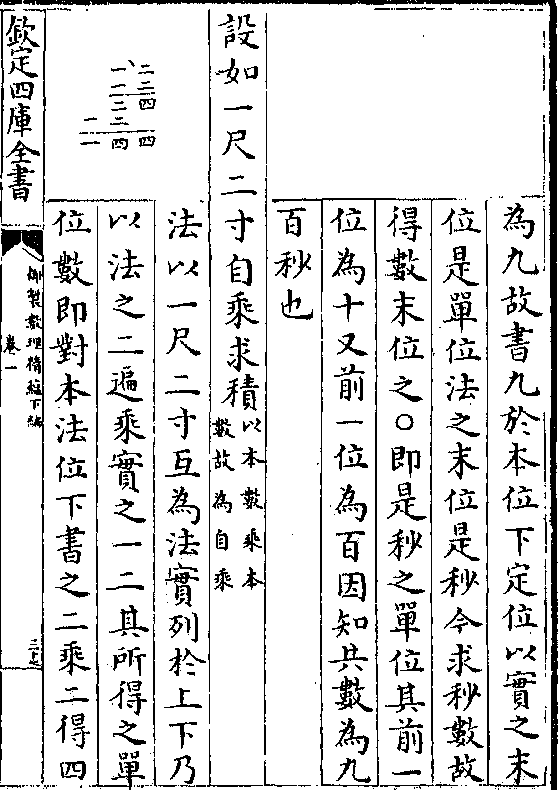 為九故書九於本位下定位以實之末
位是單位法之末位是秒今求秒數故
得數末位之〇即是秒之單位其前一
位為十又前一位為百因知共數為九
百秒也
設如一尺二寸自乘求積以本數乘本
數故為自乘
一二
一二
二四
一二
一四四
法以一尺二寸互為法實列於上下乃
以法之二遍乘實之一二其所得之單
位數即對本法位下書之二乘二得四
欽定四庫全書
御製數理精蘊下編
卷一